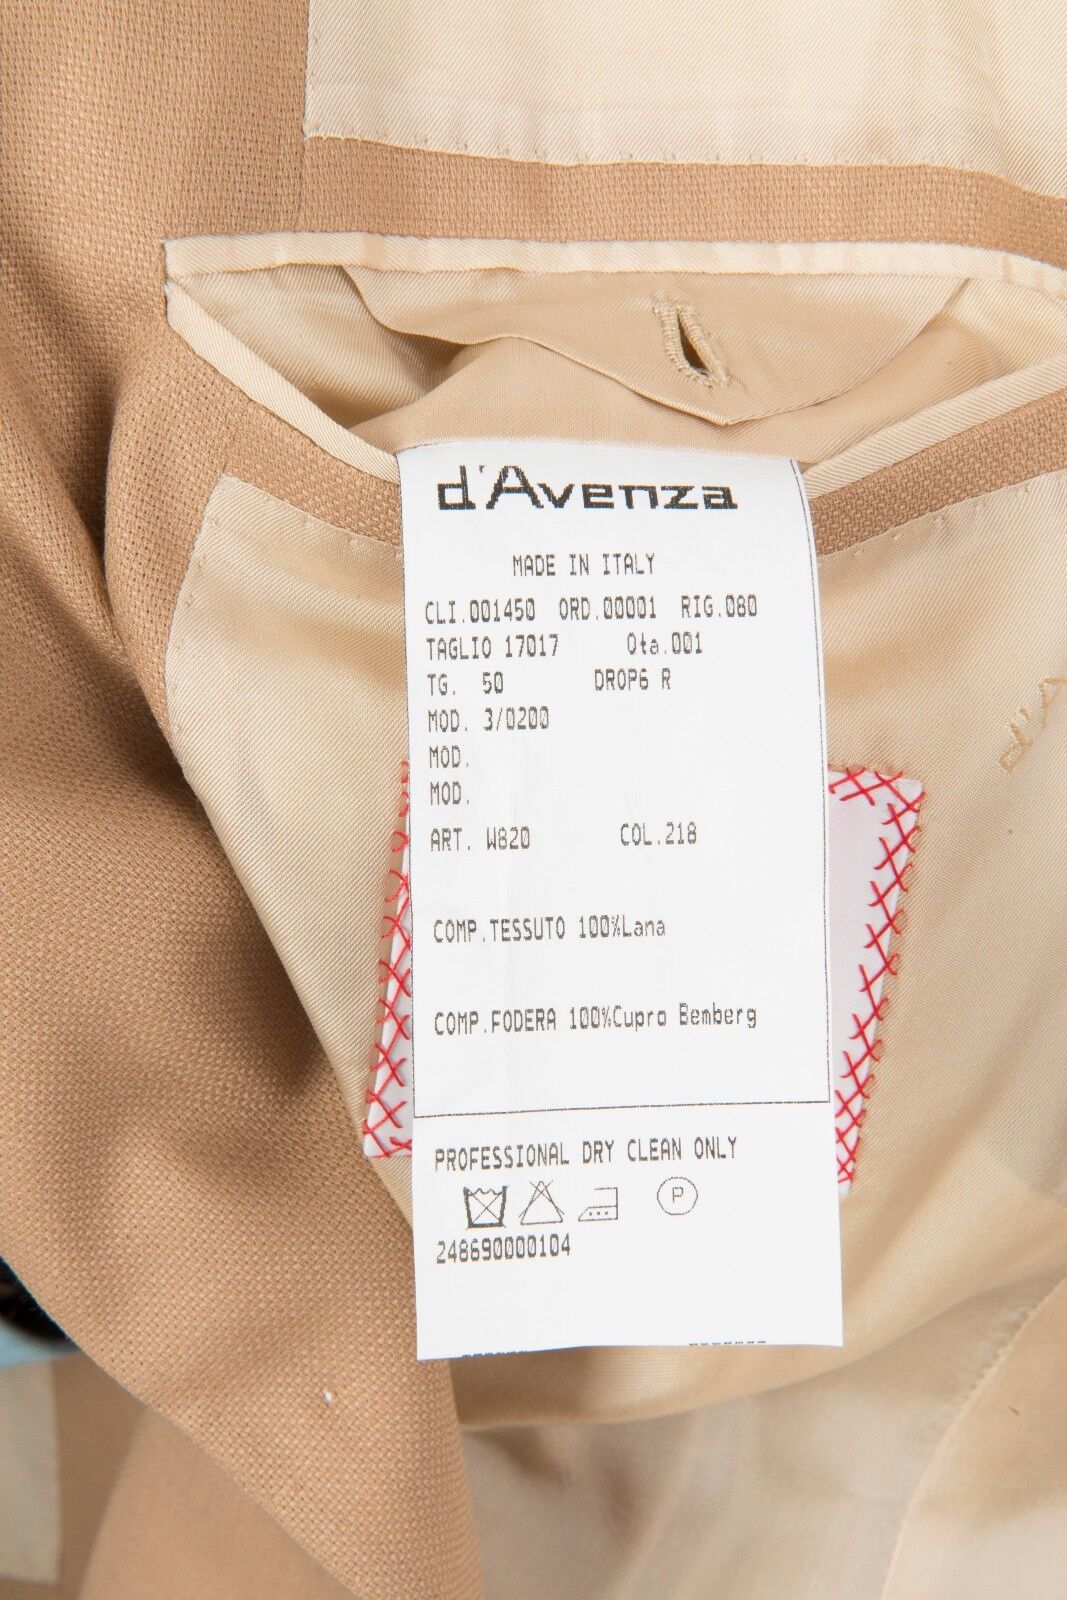 d'Avenza
MADE IN ITALY
CLI.001450 ORD.00001 RIG.080
TAGLIO 17017 Qta.001
TG. 50 DROP6 R
MOD. 3/0200
MOD.
MOD.
ART. W820 COL.218
COMP.TESSUTO 100%Lana
COMP.FODERA 100%Cupro Bemberg
PROFESSIONAL DRY CLEAN ONLY
P
248690000104
d'A